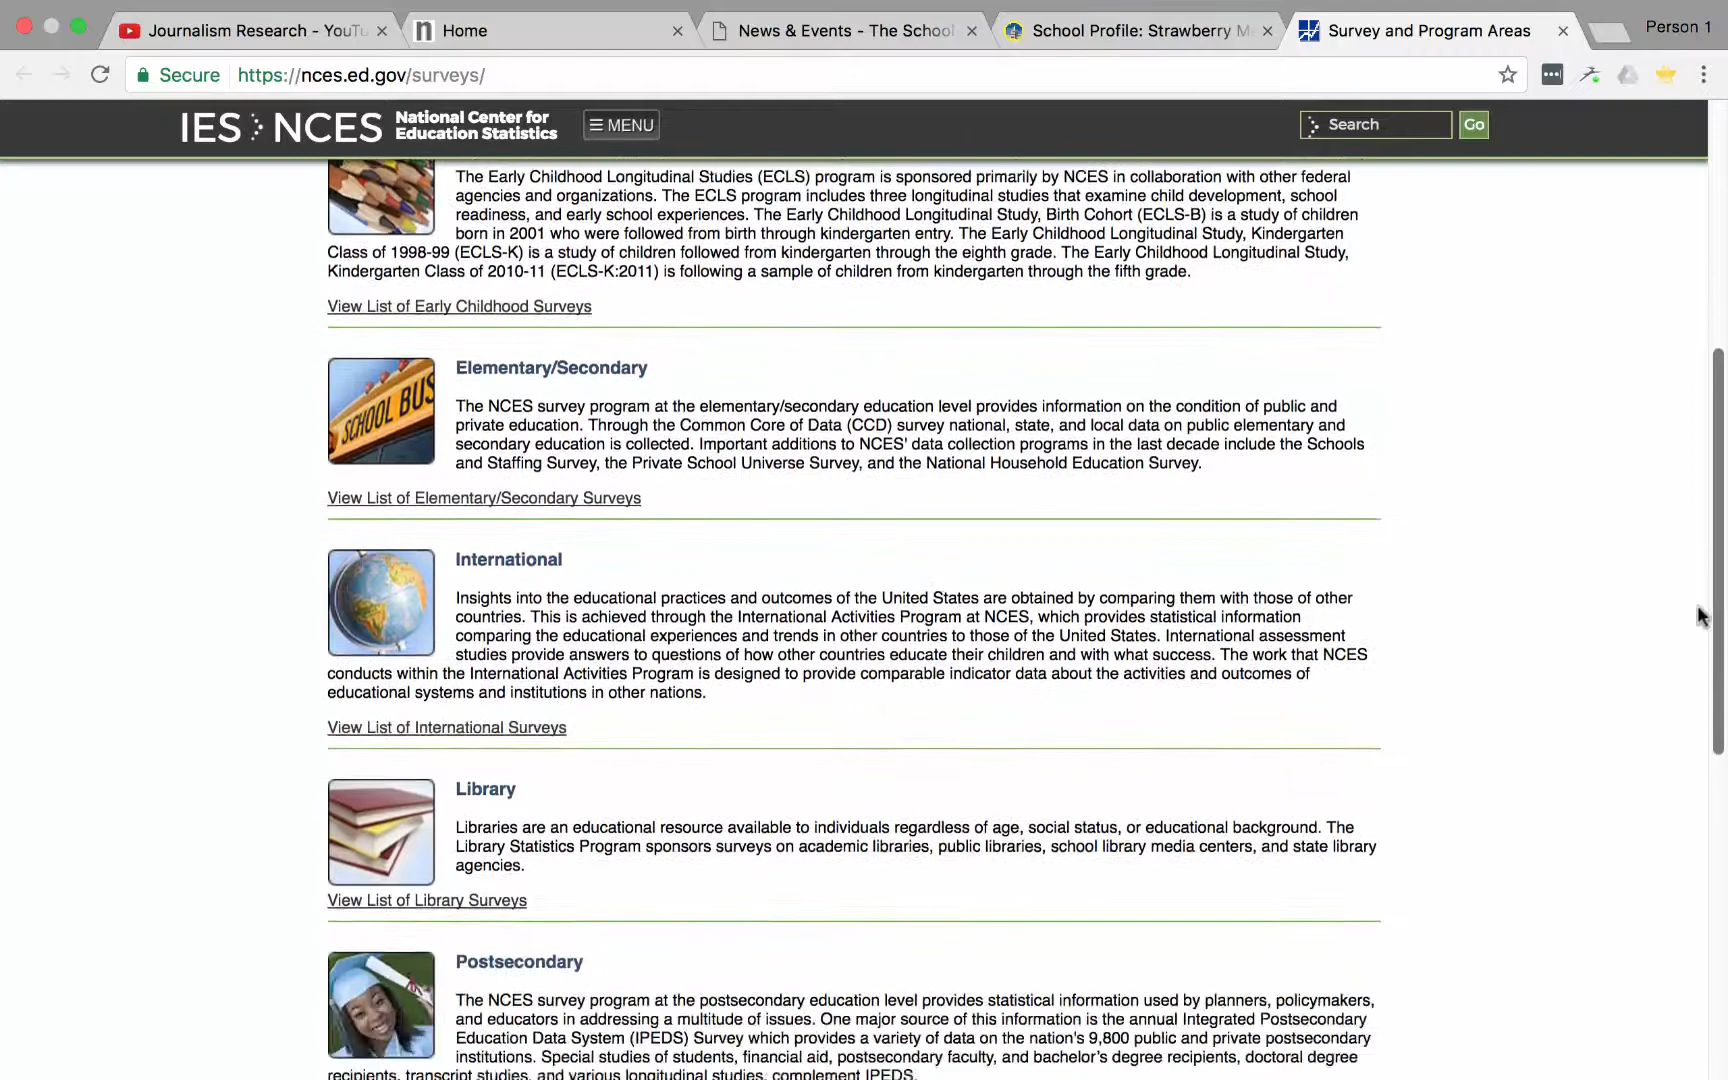 Journalism Research - YouTu
Home
News & Events - The School
School Profile: Strawberry Me
Survey and Program Areas
Person 1
Secure
https://nces.ed.gov/surveys/
IES NCES
National Center for
Education Statistics
MENU
Search
Go
The Early Childhood Longitudinal Studies (ECLS) program is sponsored primarily by NCES in collaboration with other federal
agencies and organizations. The ECLS program includes three longitudinal studies that examine child development, school
readiness, and early school experiences. The Early Childhood Longitudinal Study, Birth Cohort (ECLS-B) is a study of children
born in 2001 who were followed from birth through kindergarten entry. The Early Childhood Longitudinal Study, Kindergarten
Class of 1998-99 (ECLS-K) is a study of children followed from kindergarten through the eighth grade. The Early Childhood Longitudinal Study,
Kindergarten Class of 2010-11 (ECLS-K:2011) is following a sample of children from kindergarten through the fifth grade.
View List of Early Childhood Surveys
SCHOOL BUS
Elementary/Secondary
The NCES survey program at the elementary/secondary education level provides information on the condition of public and
private education. Through the Common Core of Data (CCD) survey national, state, and local data on public elementary and
secondary education is collected. Important additions to NCES' data collection programs in the last decade include the Schools
and Staffing Survey, the Private School Universe Survey, and the National Household Education Survey.
View List of Elementary/Secondary Surveys
International
Insights into the educational practices and outcomes of the United States are obtained by comparing them with those of other
countries. This is achieved through the International Activities Program at NCES, which provides statistical information
comparing the educational experiences and trends in other countries to those of the United States. International assessment
studies provide answers to questions of how other countries educate their children and with what success. The work that NCES
conducts within the International Activities Program is designed to provide comparable indicator data about the activities and outcomes of
educational systems and institutions in other nations.
View List of International Surveys
Library
Libraries are an educational resource available to individuals regardless of age, social status, or educational background. The
Library Statistics Program sponsors surveys on academic libraries, public libraries, school library media centers, and state library
agencies.
View List of Library Surveys
Postsecondary
The NCES survey program at the postsecondary education level provides statistical information used by planners, policymakers,
and educators in addressing a multitude of issues. One major source of this information is the annual Integrated Postsecondary
Education Data System (IPEDS) Survey which provides a variety of data on the nation's 9,800 public and private postsecondary
institutions. Special studies of students, financial aid, postsecondary faculty, and bachelor's degree recipients, doctoral degree
recipients, transcript studies, and various longitudinal studies, complement IPEDS.